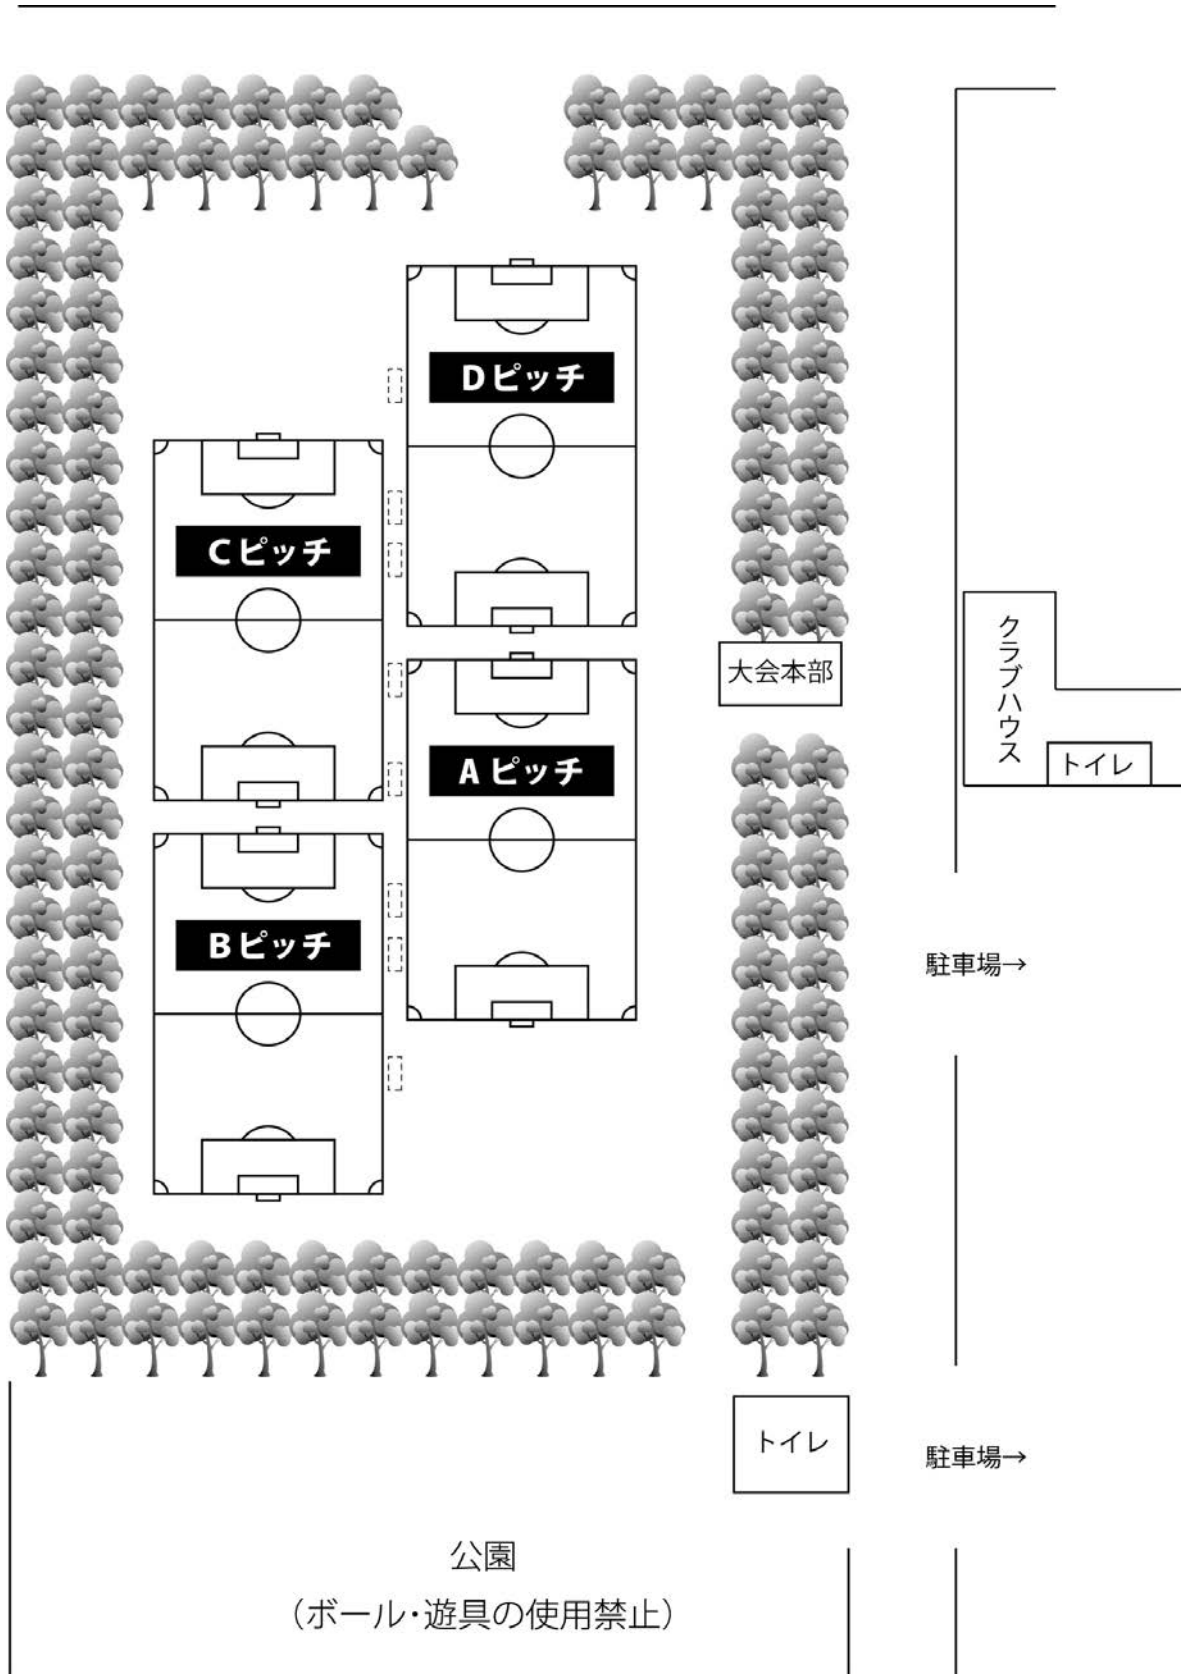 Dピッチ
Cピッチ
クラブハウス
大会本部
Aピッチ
トイレ
Bピッチ
駐車場→
トイレ
駐車場→
公園
（ボール・遊具の使用禁止）